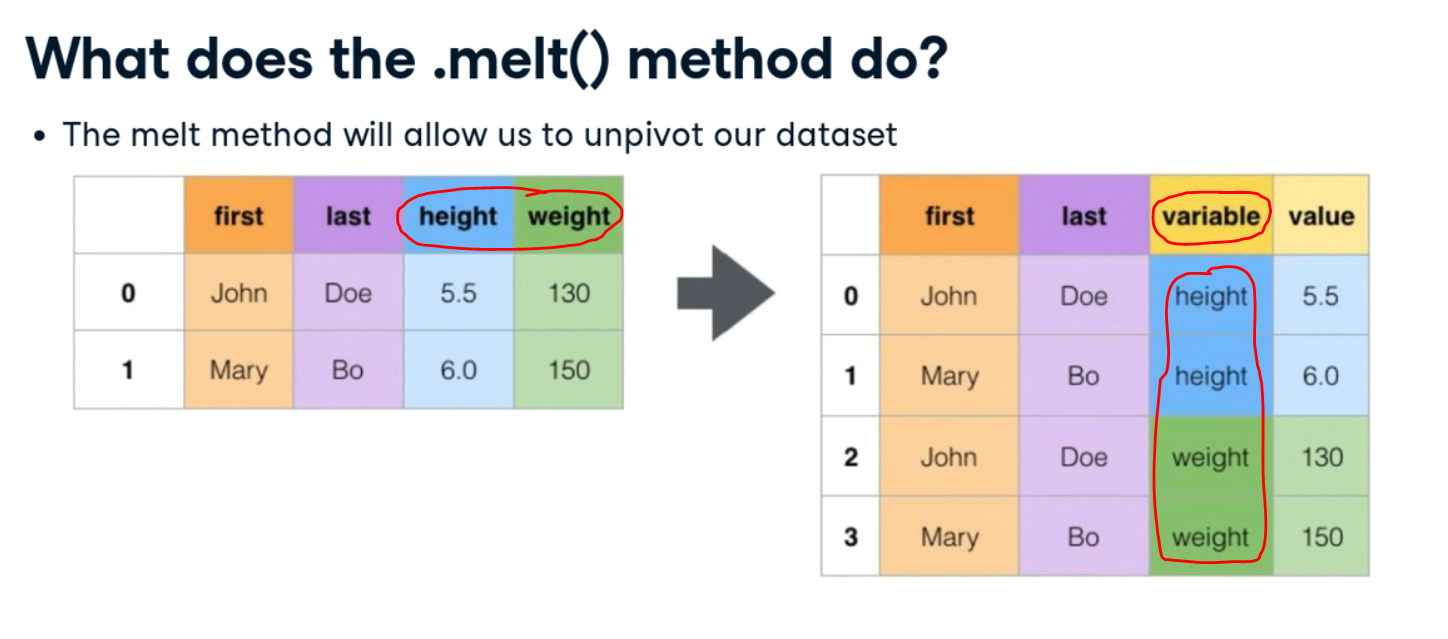 What does the .melt() method do?
• The melt method will allow us to unpivot our dataset
first last height weight
0 John Doe 5.5 130
1 Mary Bo 6.0 150
first last variable value
0 John Doe height 5.5
1 Mary Bo height 6.0
2 John Doe weight 130
3 Mary Bo weight 150